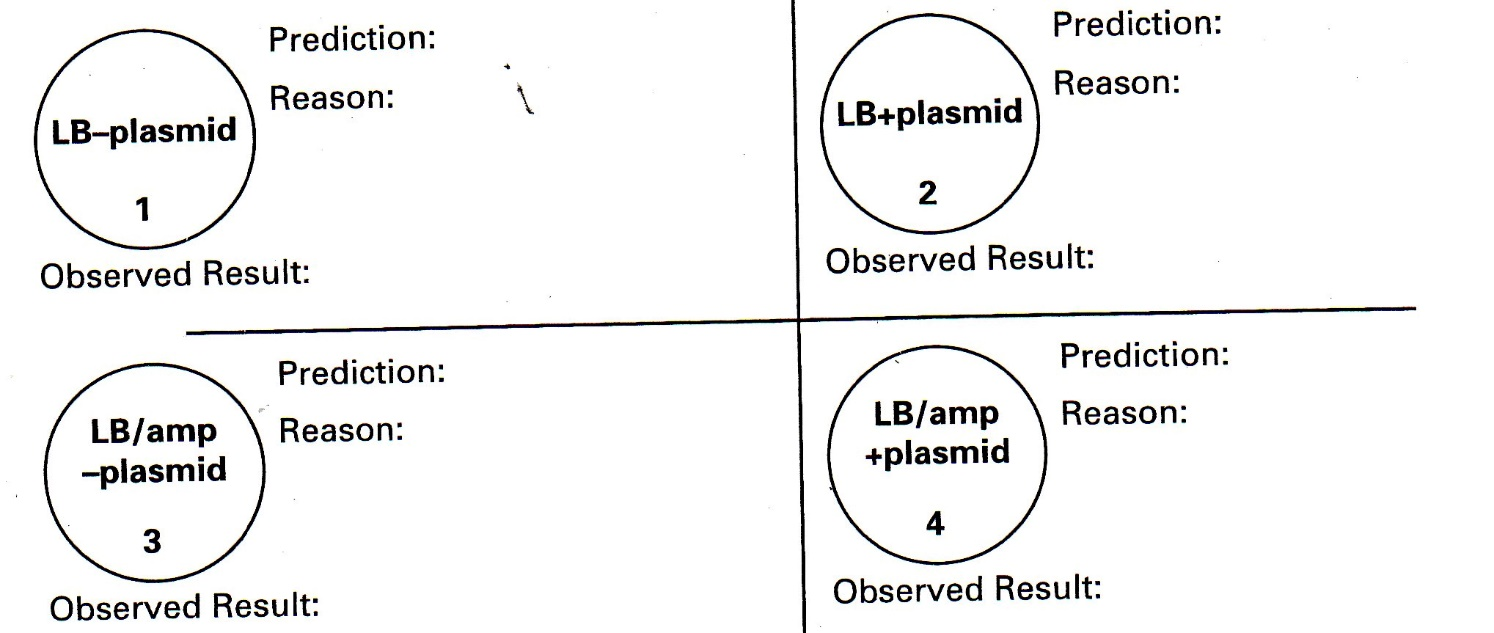 Prediction:
Reason:
LB–plasmid
1
Observed Result:
Prediction:
Reason:
LB+plasmid
2
Observed Result:
Prediction:
Reason:
LB/amp
–plasmid
3
Observed Result:
Prediction:
Reason:
LB/amp
+plasmid
4
Observed Result: